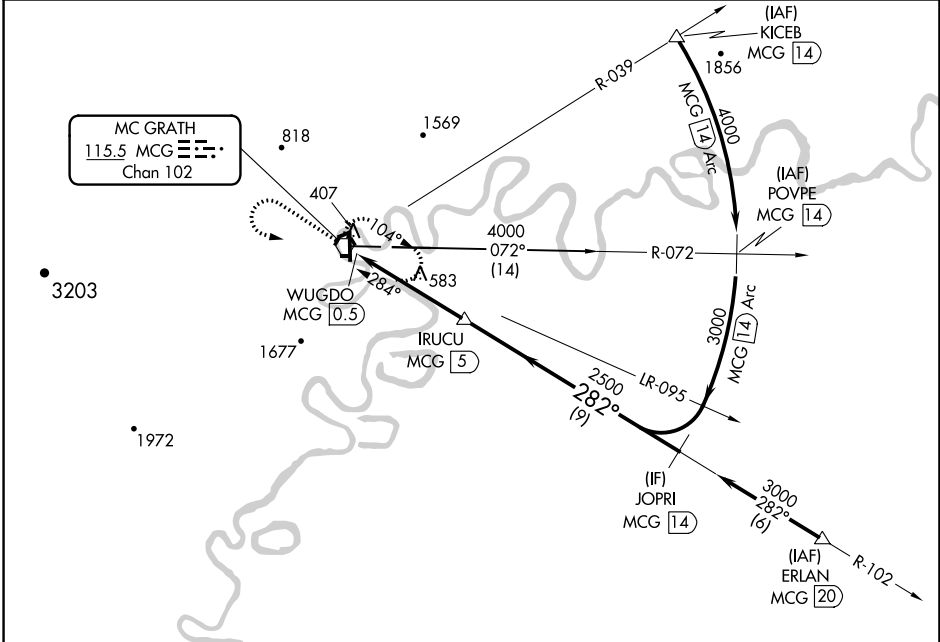 (IAF)
KICEB
MCG 14
1856
R-039
MCG 14 Arc
4000
MC GRATH
115.5 MCG
Chan 102
818
1569
407
104°
4000
072°
(14)
R-072
(IAF)
POVPE
MCG 14
583
284°
WUGDO
MCG 0.5
3203
1677
IRUCU
MCG 5
3000
MCG 14 Arc
LR-095
2500
282°
(9)
1972
(IF)
JOPRI
MCG 14
3000
282°
(6)
(IAF)
ERLAN
MCG 20
R-102